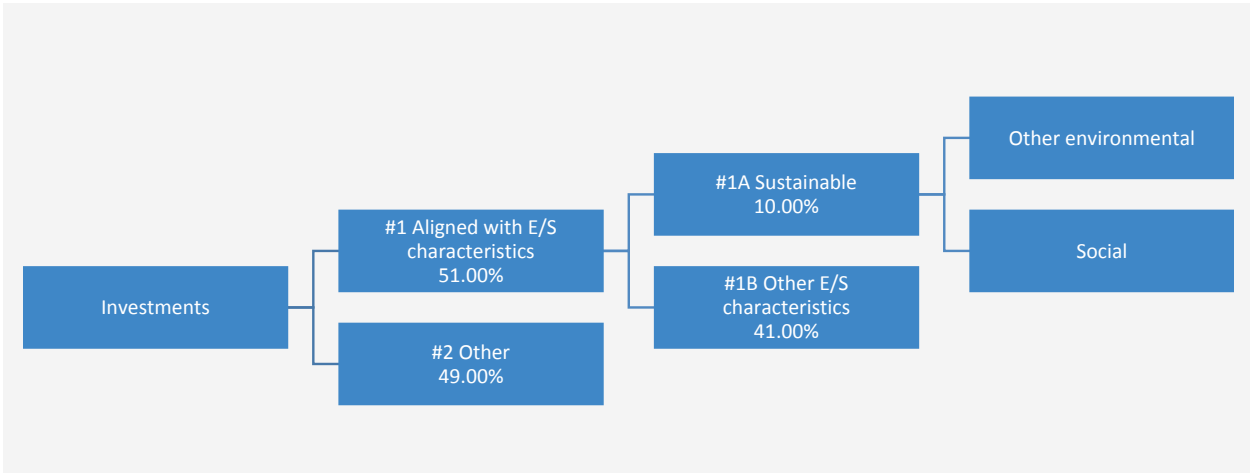 Investments
#1 Aligned with E/S
characteristics
51.00%
#2 Other
49.00%
#1A Sustainable
10.00%
#1B Other E/S
characteristics
41.00%
Other environmental
Social